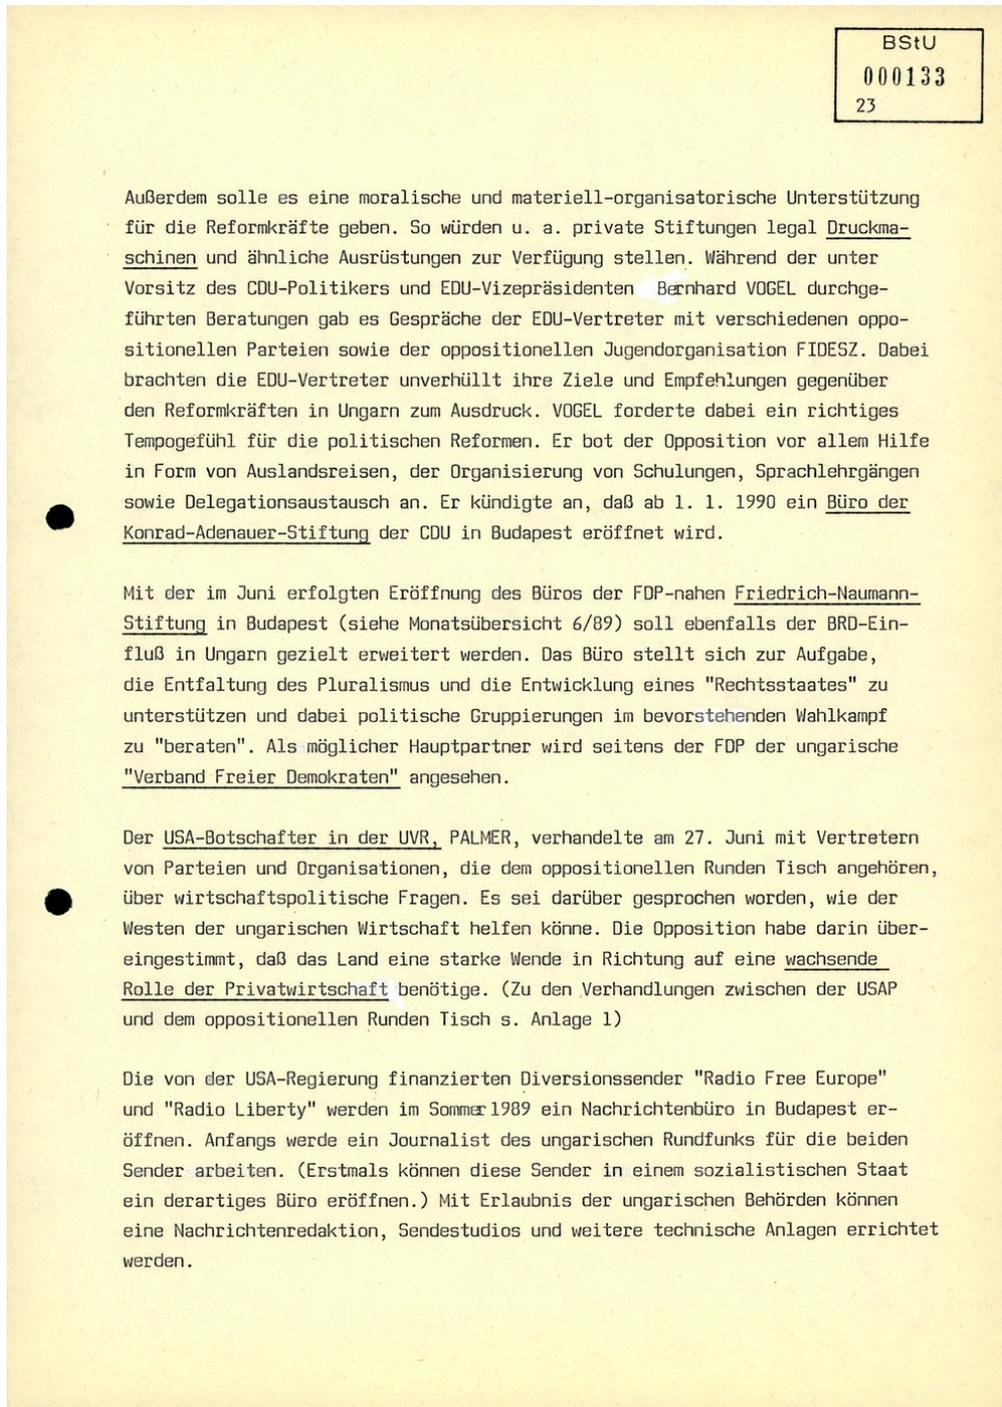 BStU
000133
23
Außerdem solle es eine moralische und materiell-organisatorische Unterstützung
für die Reformkräfte geben. So würden u. a. private Stiftungen legal Druckma-
schinen und ähnliche Ausrüstungen zur Verfügung stellen. Während der unter
Vorsitz des CDU-Politikers und EDU-Vizepräsidenten Bernhard VOGEL durchge-
führten Beratungen gab es Gespräche der EDU-Vertreter mit verschiedenen oppo-
sitionellen Parteien sowie der oppositionellen Jugendorganisation FIDESZ. Dabei
brachten die EDU-Vertreter unverhüllt ihre Ziele und Empfehlungen gegenüber
den Reformkräften in Ungarn zum Ausdruck. VOGEL forderte dabei ein richtiges
Tempogefühl für die politischen Reformen. Er bot der Opposition vor allem Hilfe
in Form von Auslandsreisen, der Organisierung von Schulungen, Sprachlehrgängen
sowie Delegationsaustausch an. Er kündigte an, daß ab 1. 1. 1990 ein Büro der
Konrad-Adenauer-Stiftung der CDU in Budapest eröffnet wird.
Mit der im Juni erfolgten Eröffnung des Büros der FDP-nahen Friedrich-Naumann-
Stiftung in Budapest (siehe Monatsübersicht 6/89) soll ebenfalls der BRD-Ein-
fluß in Ungarn gezielt erweitert werden. Das Büro stellt sich zur Aufgabe,
die Entfaltung des Pluralismus und die Entwicklung eines "Rechtsstaates" zu
unterstützen und dabei politische Gruppierungen im bevorstehenden Wahlkampf
zu "beraten". Als möglicher Hauptpartner wird seitens der FDP der ungarische
"Verband Freier Demokraten" angesehen.
Der USA-Botschafter in der UVR, PALMER, verhandelte am 27. Juni mit Vertretern
von Parteien und Organisationen, die dem oppositionellen Runden Tisch angehören,
über wirtschaftspolitische Fragen. Es sei darüber gesprochen worden, wie der
Westen der ungarischen Wirtschaft helfen könne. Die Opposition habe darin über-
eingestimmt, daß das Land eine starke Wende in Richtung auf eine wachsende
Rolle der Privatwirtschaft benötige. (Zu den Verhandlungen zwischen der USAP
und dem oppositionellen Runden Tisch s. Anlage 1)
Die von der USA-Regierung finanzierten Diversionssender "Radio Free Europe"
und "Radio Liberty" werden im Sommer 1989 ein Nachrichtenbüro in Budapest er-
öffnen. Anfangs werde ein Journalist des ungarischen Rundfunks für die beiden
Sender arbeiten. (Erstmals können diese Sender in einem sozialistischen Staat
ein derartiges Büro eröffnen.) Mit Erlaubnis der ungarischen Behörden können
eine Nachrichtenredaktion, Sendestudios und weitere technische Anlagen errichtet
werden.